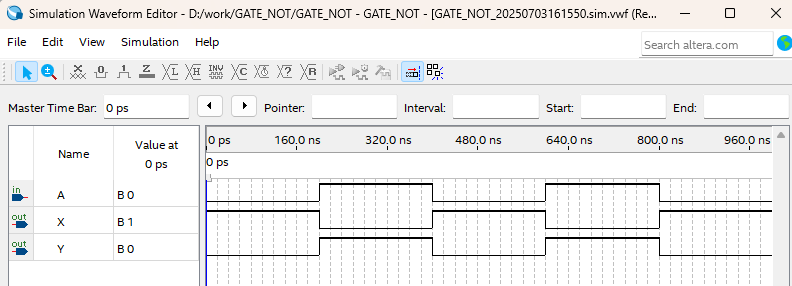 Simulation Waveform Editor - D:/work/GATE_NOT/GATE_NOT - GATE_NOT - [GATE_NOT_20250703161550.sim.vwf (Re...
File Edit View Simulation Help
Search altera.com
Master Time Bar: 0 ps Pointer: Interval: Start: End:
Name Value at 0 ps
0 ps 160.0 ns 320.0 ns 480.0 ns 640.0 ns 800.0 ns 960.0 ns
0 ps
in A B 0
out X B 1
out Y B 0